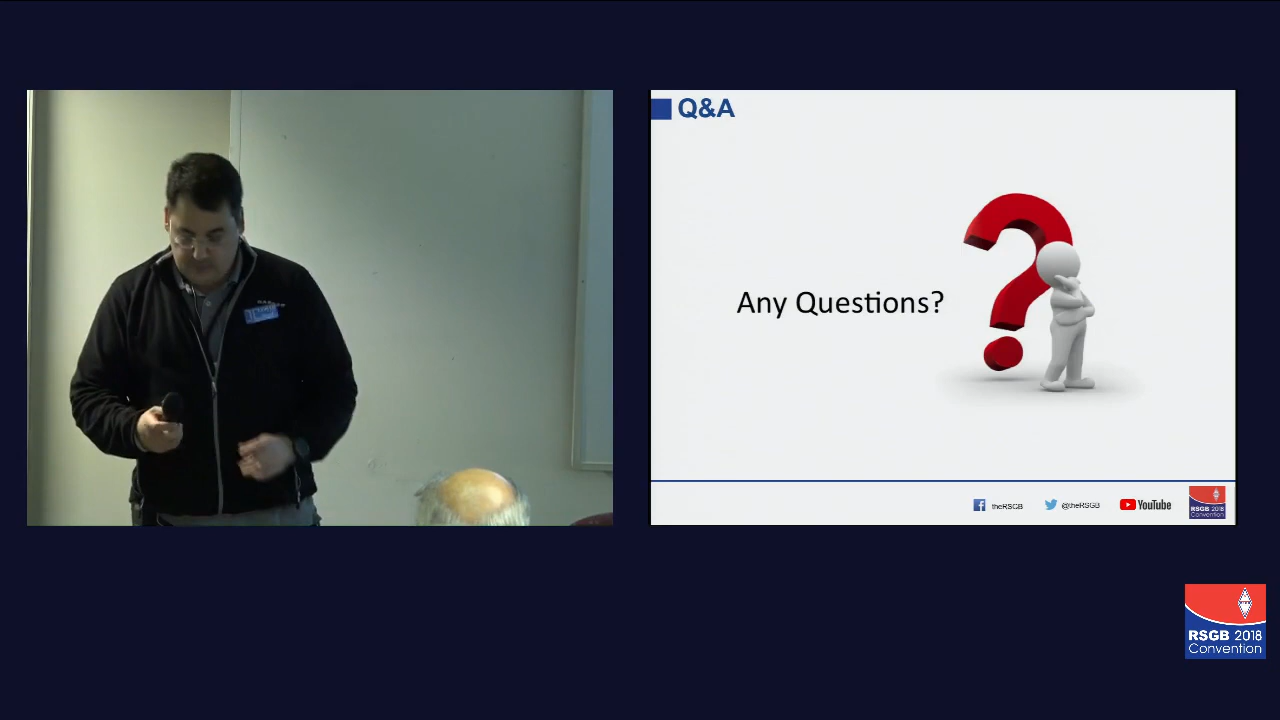 Q&A
Any Questions?
theRSGB
@theRSGB
YouTube
RSGB 2018
Convention
RSGB 2018
Convention